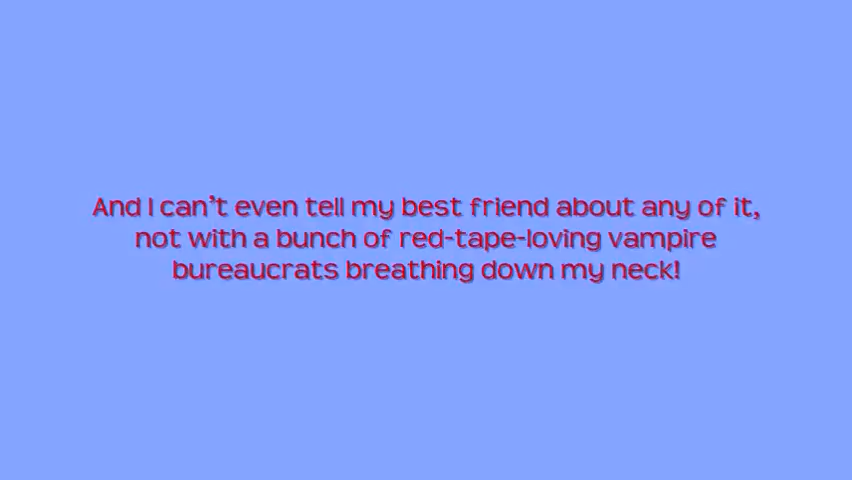 And I can't even tell my best friend about any of it,
not with a bunch of red-tape-loving vampire
bureaucrats breathing down my neck!